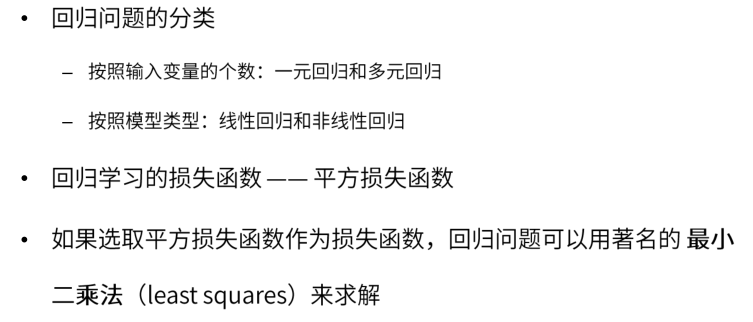 • 回归问题的分类
– 按照输入变量的个数：一元回归和多元回归
– 按照模型类型：线性回归和非线性回归
• 回归学习的损失函数 —— 平方损失函数
• 如果选取平方损失函数作为损失函数，回归问题可以用著名的 最小
二乘法（least squares）来求解